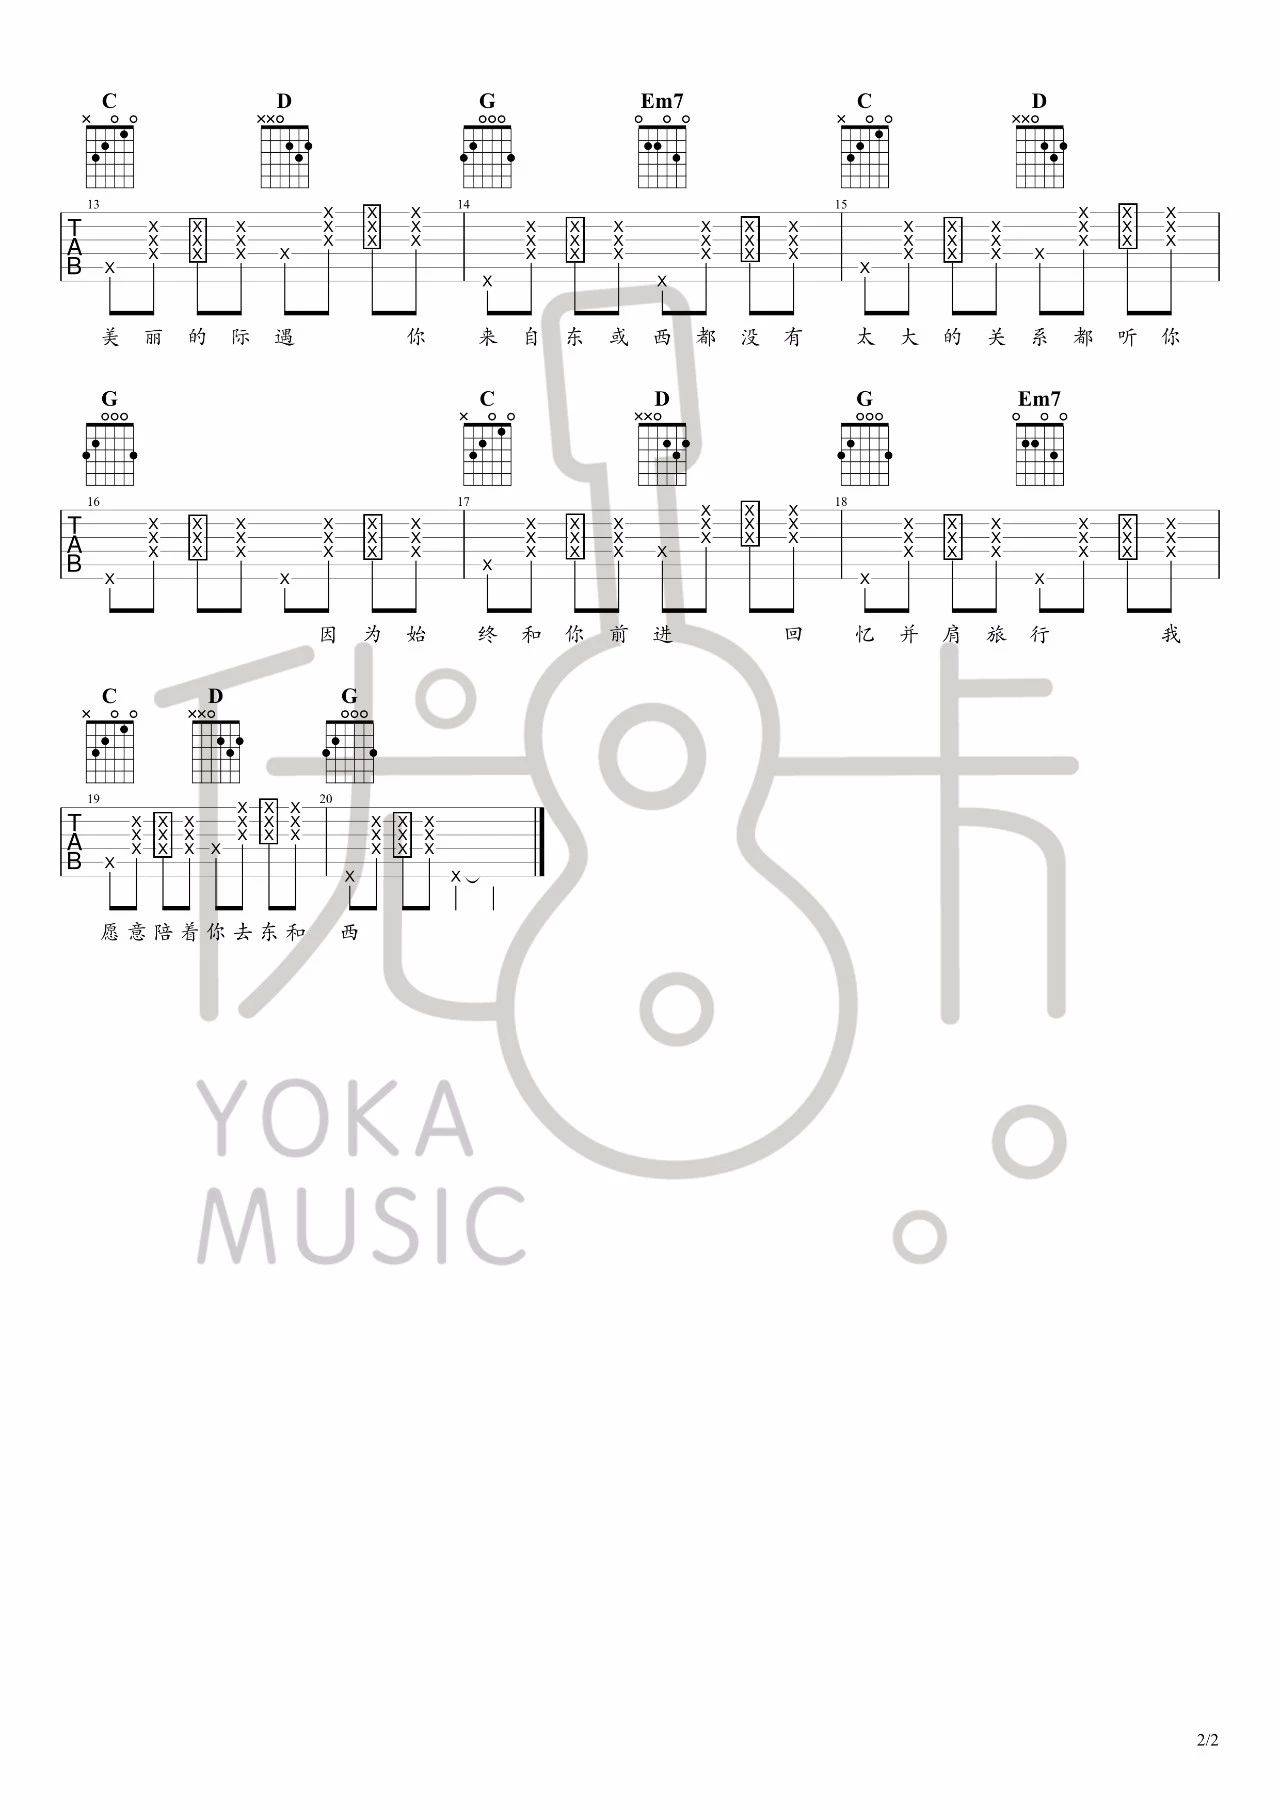 C D G Em7 C D
13 14 15
美丽的际遇 你来自东或西都没有太大的关系都听你
G C D G Em7
16 17 18
因为始终和你前进 回忆并肩旅行 我
C D G
19 20
愿意陪着你去东和西
优卡
YOKA
MUSIC
2/2